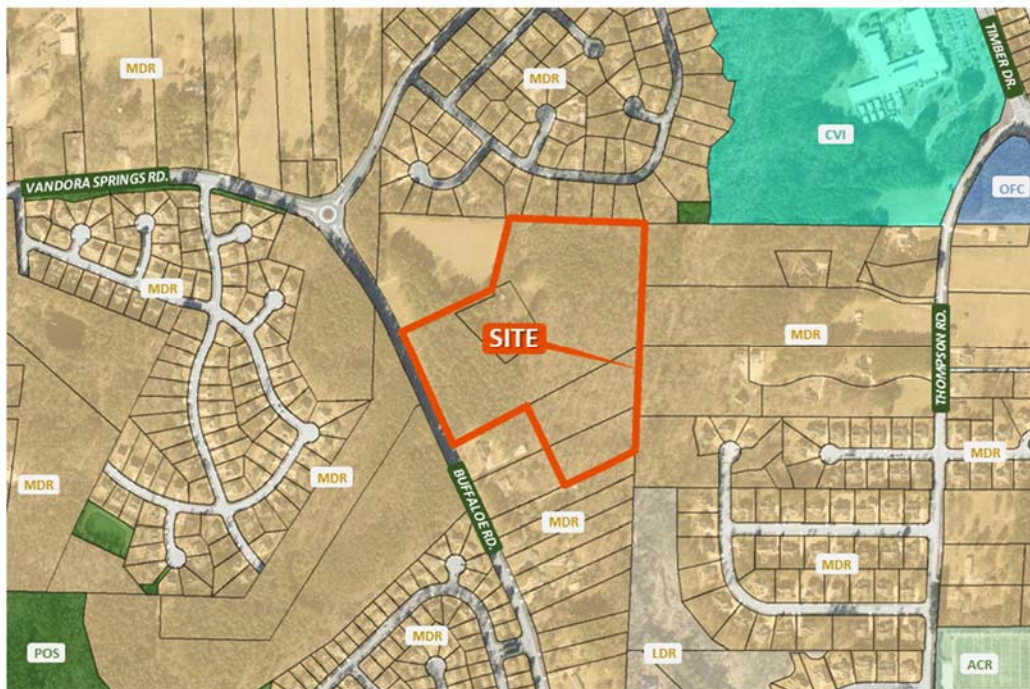 MDR
MDR
TIMBER DR.
CVI
OFC
VANDORA SPRINGS RD.
MDR
SITE
MDR
THOMPSON RD.
MDR
MDR
MDR
BUFFALOE RD.
MDR
MDR
MDR
POS
LDR
ACR